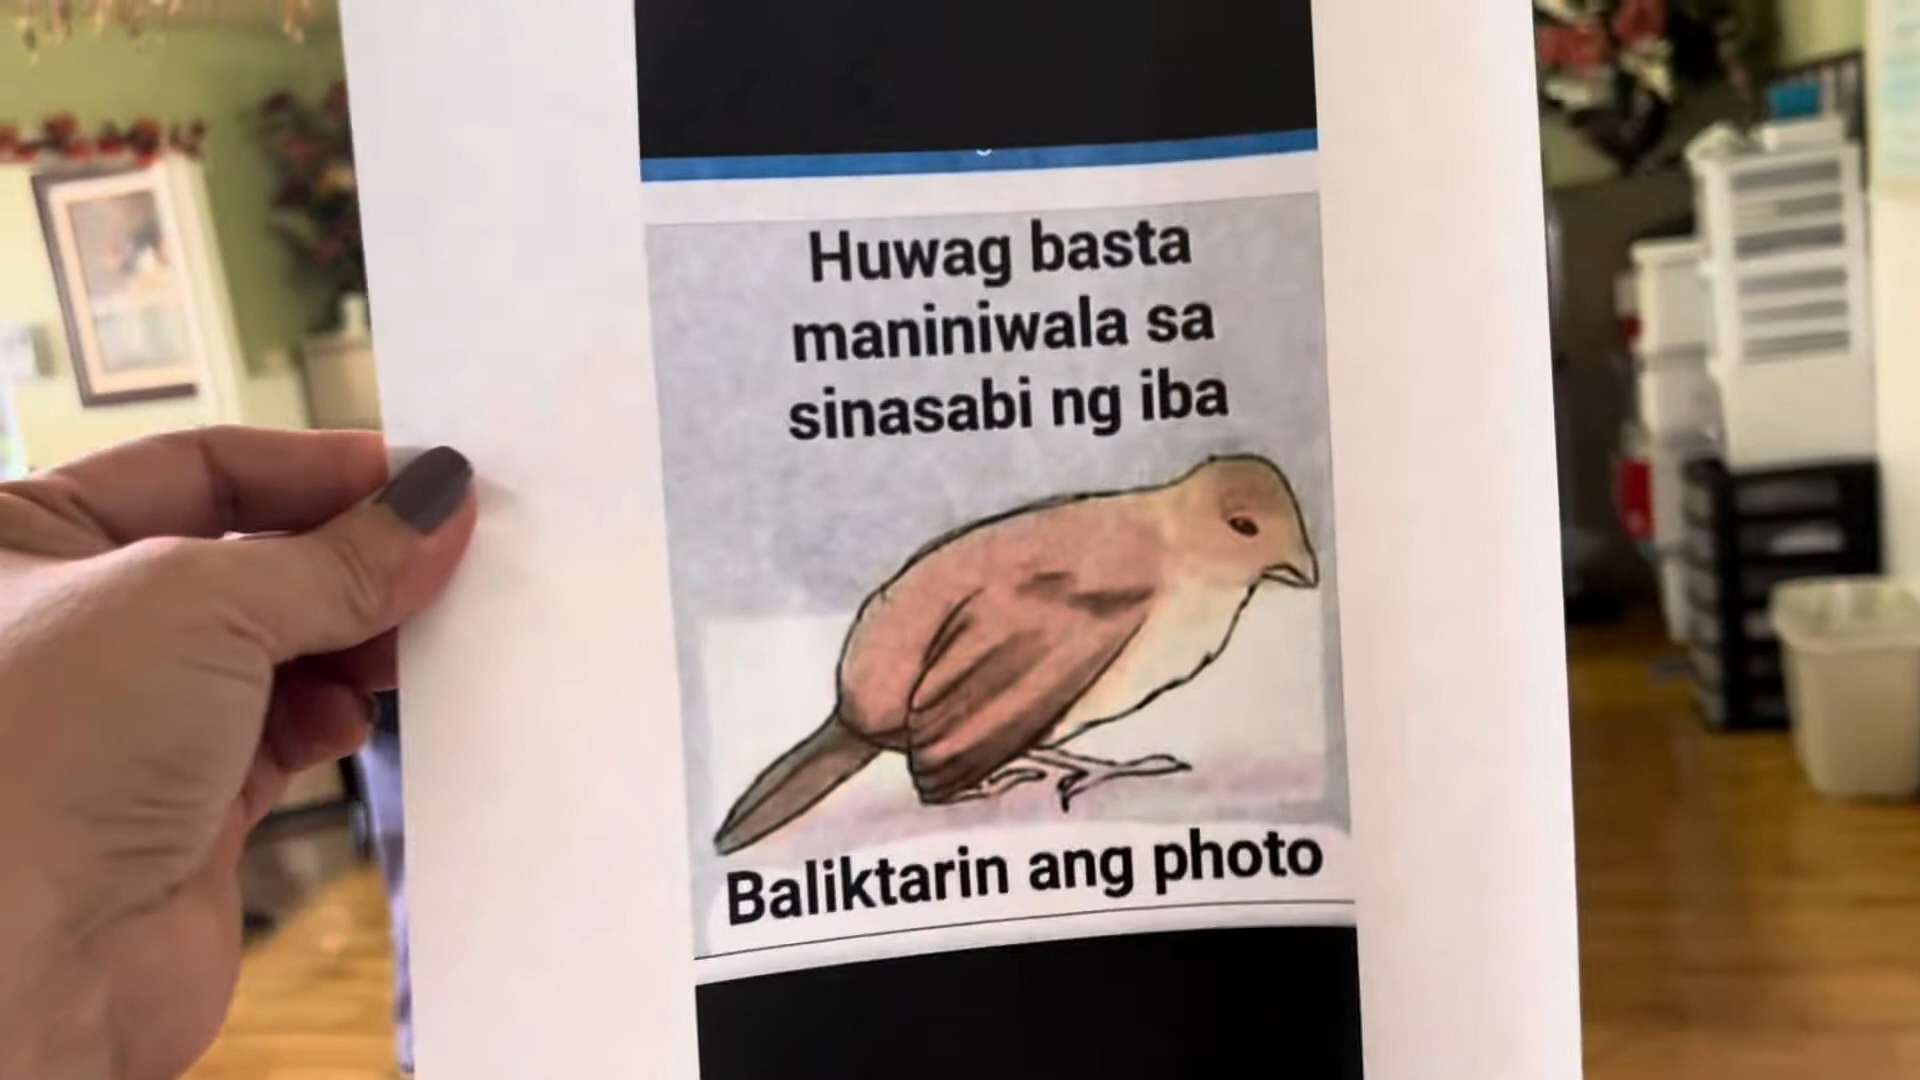 Huwag basta
maniniwala sa
sinasabi ng iba
Baliktarin ang photo